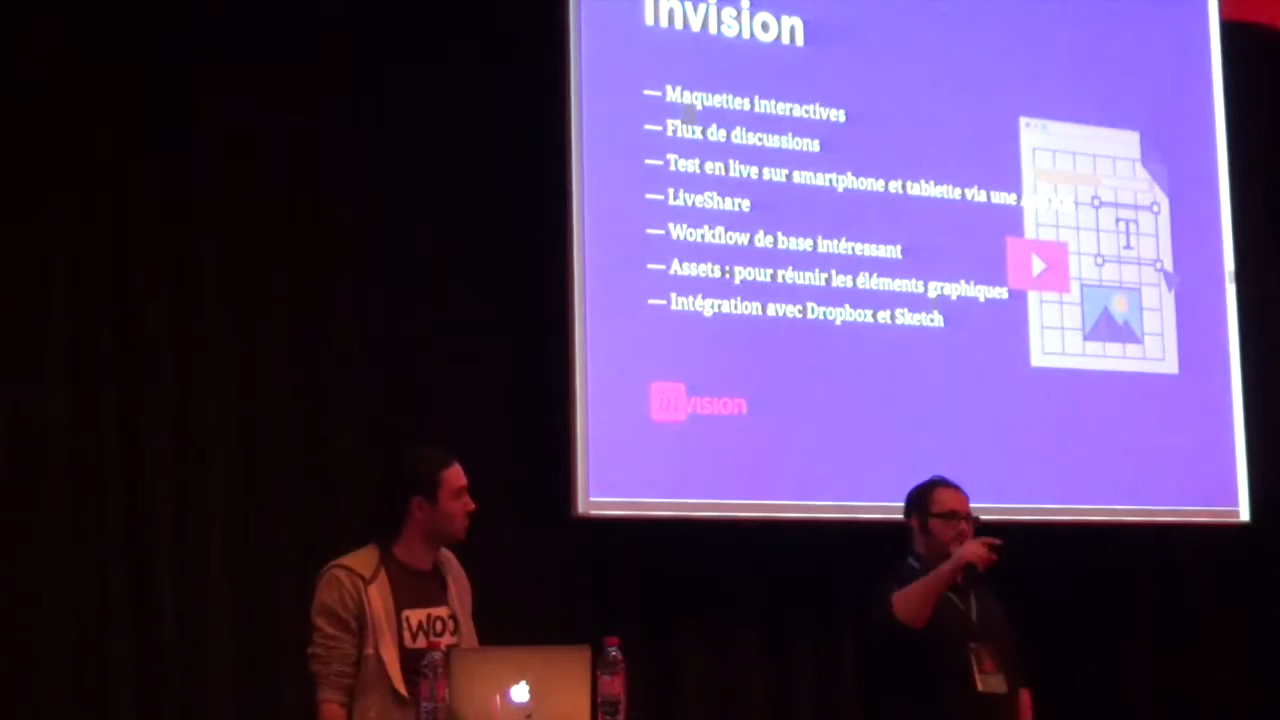 Invision
— Maquettes interactives
— Flux de discussions
— Test en live sur smartphone et tablette via une
— LiveShare
— Workflow de base intéressant
— Assets : pour réunir les éléments graphiques
— Intégration avec Dropbox et Sketch
T
invision
WOO